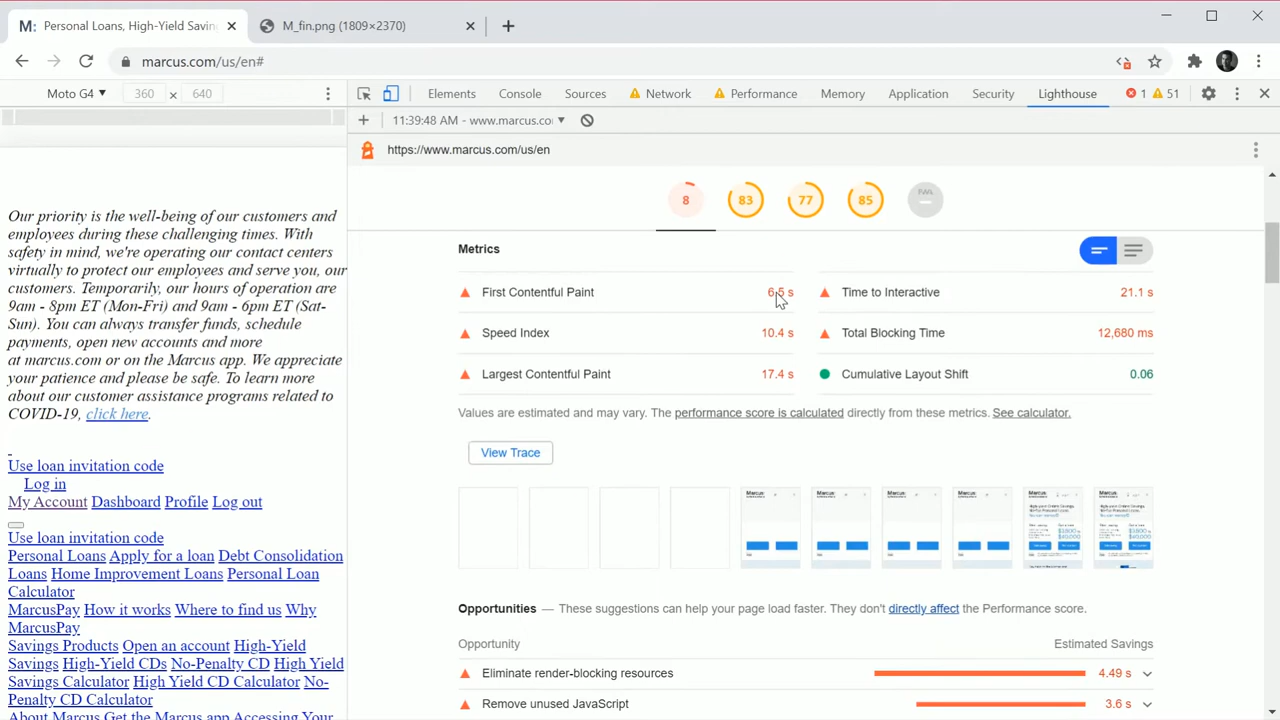 M: Personal Loans, High-Yield Savin
M_fin.png (1809×2370)
marcus.com/us/en#
Moto G4 ▼ 360 × 640
Elements Console Sources Network Performance Memory Application Security Lighthouse 1 51
11:39:48 AM - www.marcus.co
https://www.marcus.com/us/en
8 83 77 85 PWA
Metrics
First Contentful Paint 6.5 s
Time to Interactive 21.1 s
Speed Index 10.4 s
Total Blocking Time 12,680 ms
Largest Contentful Paint 17.4 s
Cumulative Layout Shift 0.06
Values are estimated and may vary. The performance score is calculated directly from these metrics. See calculator.
View Trace
Marcus: Marcus: Marcus: Marcus: Marcus: Marcus:
Opportunities — These suggestions can help your page load faster. They don't directly affect the Performance score.
Opportunity Estimated Savings
Eliminate render-blocking resources 4.49 s
Remove unused JavaScript 3.6 s
Our priority is the well-being of our customers and
employees during these challenging times. With
safety in mind, we're operating our contact centers
virtually to protect our employees and serve you, our
customers. Temporarily, our hours of operation are
9am - 8pm ET (Mon-Fri) and 9am - 6pm ET (Sat-
Sun). You can always transfer funds, schedule
payments, open new accounts and more
at marcus.com or on the Marcus app. We appreciate
your patience and please be safe. To learn more
about our customer assistance programs related to
COVID-19, click here.
Use loan invitation code
Log in
My Account Dashboard Profile Log out
Use loan invitation code
Personal Loans Apply for a loan Debt Consolidation
Loans Home Improvement Loans Personal Loan
Calculator
MarcusPay How it works Where to find us Why
MarcusPay
Savings Products Open an account High-Yield
Savings High-Yield CDs No-Penalty CD High Yield
Savings Calculator High Yield CD Calculator No-
Penalty CD Calculator
About Marcus Get the Marcus app Accessing Your